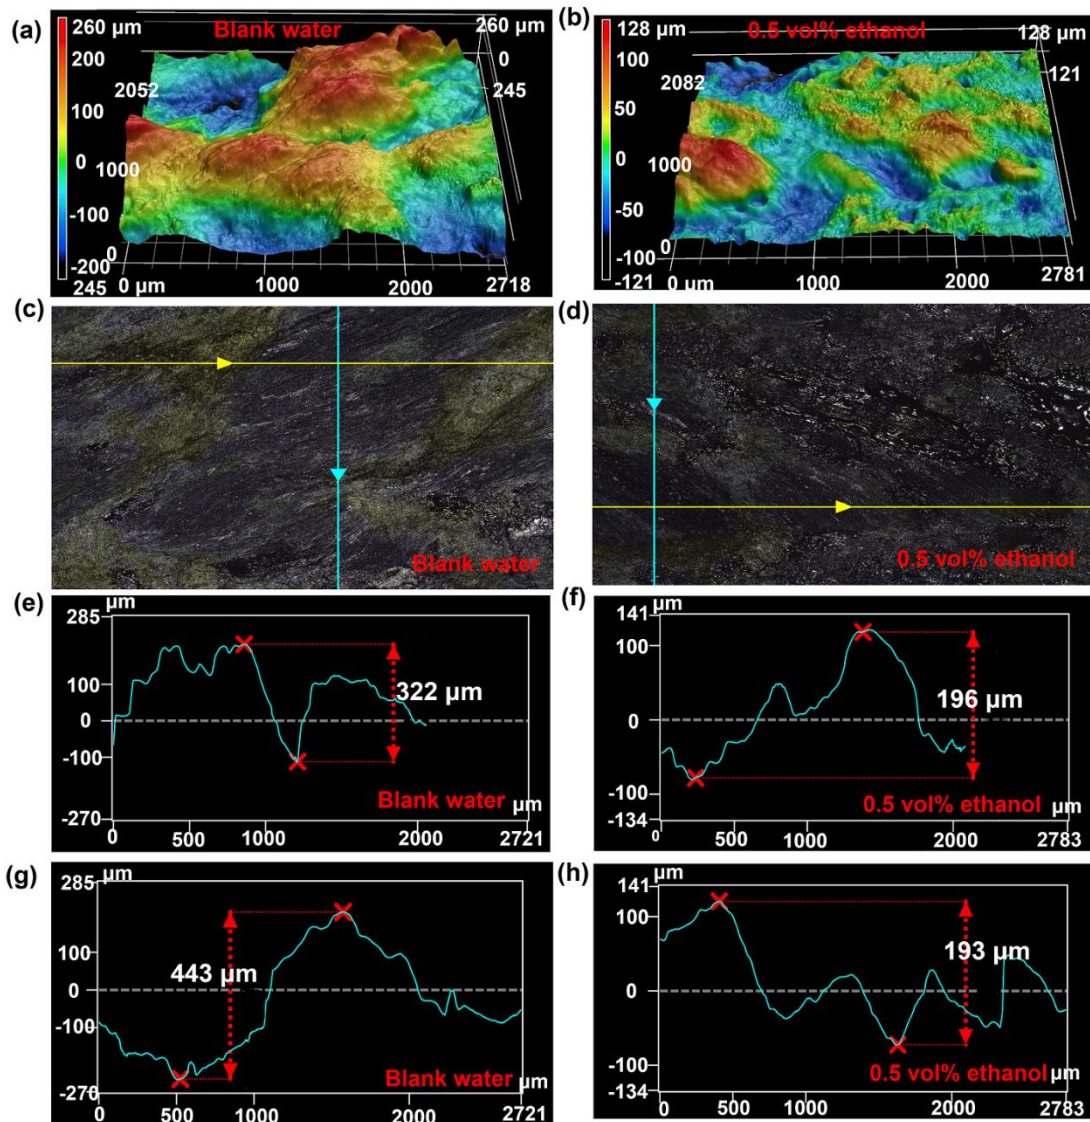 (a)
260 µm
Blank water
260 µm
0
200
2052
245
100
0
1000
-100
-200
0
245
0 µm
1000
2000
2718
(b)
128 µm
0.5 vol% ethanol
128 µm
100
121
2082
50
0
1000
-50
-100
0
-121
0 µm
1000
2000
2781
(c)
Blank water
(d)
0.5 vol% ethanol
(e)
µm
285
100
322 µm
0
-100
Blank water
µm
-270
0
500
1000
2000
2721
(f)
µm
141
100
196 µm
0
-100
0.5 vol% ethanol
µm
-134
0
500
1000
2000
2783
(g)
µm
285
100
443 µm
0
-100
Blank water
µm
-270
0
500
1000
2000
2721
(h)
µm
141
100
193 µm
0
-100
0.5 vol% ethanol
µm
-134
0
500
1000
2000
2783